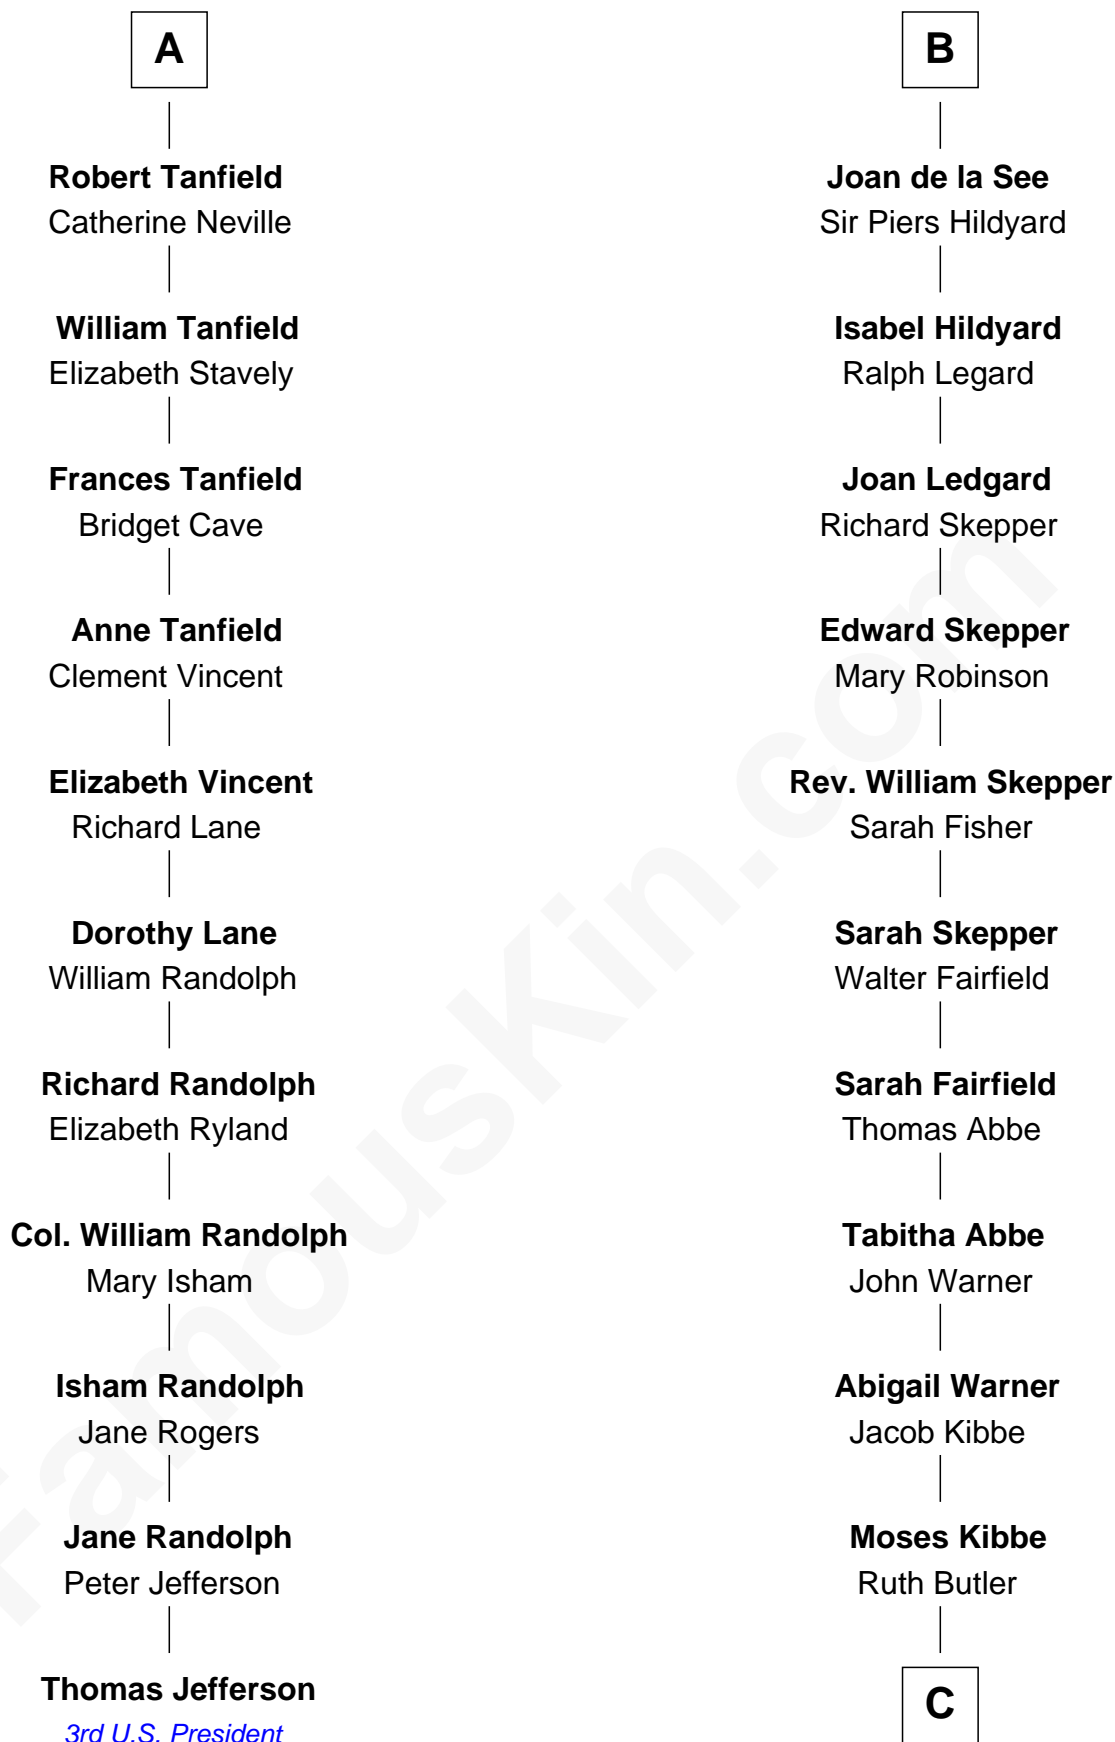 A
Robert Tanfield
Catherine Neville
William Tanfield
Elizabeth Stavely
Frances Tanfield
Bridget Cave
Anne Tanfield
Clement Vincent
Elizabeth Vincent
Richard Lane
Dorothy Lane
William Randolph
Richard Randolph
Elizabeth Ryland
Col. William Randolph
Mary Isham
Isham Randolph
Jane Rogers
Jane Randolph
Peter Jefferson
Thomas Jefferson
3rd U.S. President
B
Joan de la See
Sir Piers Hildyard
Isabel Hildyard
Ralph Legard
Joan Ledgard
Richard Skepper
Edward Skepper
Mary Robinson
Rev. William Skepper
Sarah Fisher
Sarah Skepper
Walter Fairfield
Sarah Fairfield
Thomas Abbe
Tabitha Abbe
John Warner
Abigail Warner
Jacob Kibbe
Moses Kibbe
Ruth Butler
C
FamousKin.com